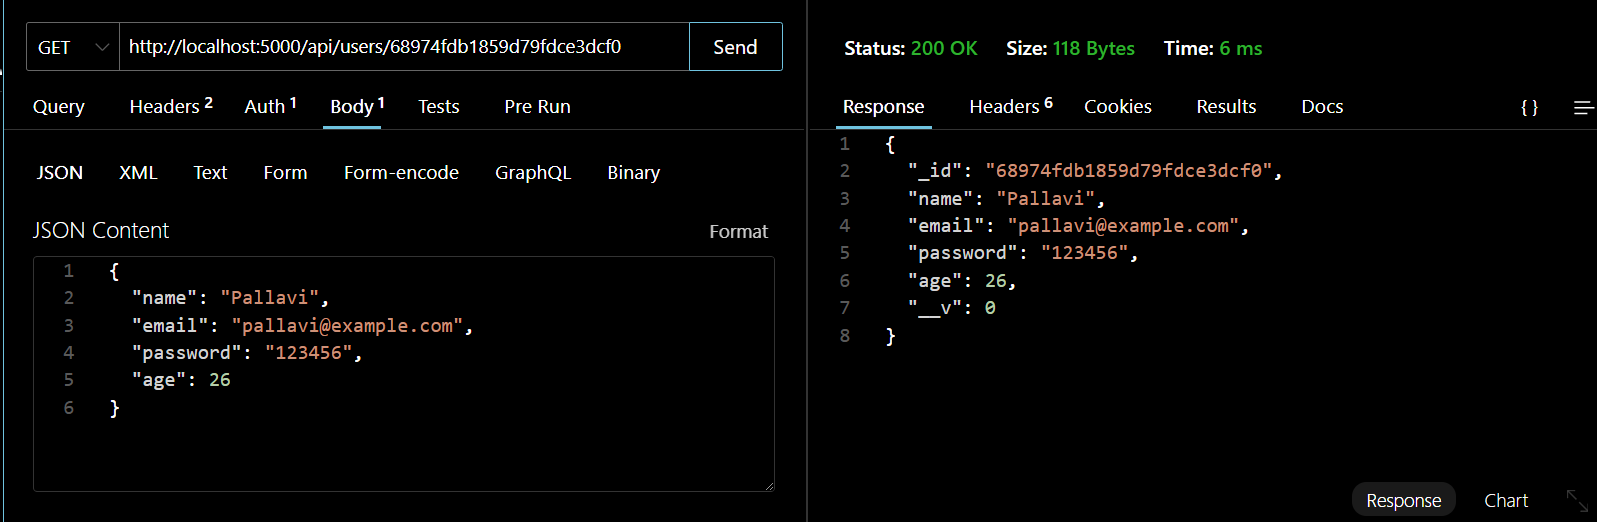 GET http://localhost:5000/api/users/68974fdb1859d79fdce3dcf0 Send
Query Headers 2 Auth 1 Body 1 Tests Pre Run
JSON XML Text Form Form-encode GraphQL Binary
JSON Content Format
1 {
2 "name": "Pallavi",
3 "email": "pallavi@example.com",
4 "password": "123456",
5 "age": 26
6 }
Status: 200 OK Size: 118 Bytes Time: 6 ms
Response Headers 6 Cookies Results Docs { }
1 {
2 "_id": "68974fdb1859d79fdce3dcf0",
3 "name": "Pallavi",
4 "email": "pallavi@example.com",
5 "password": "123456",
6 "age": 26,
7 "__v": 0
8 }
Response Chart